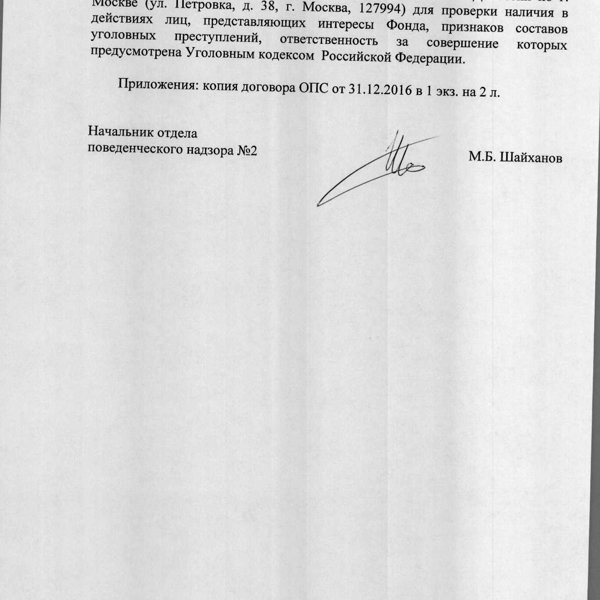 Москве (ул. Петровка, д. 38, г. Москва, 127994) для проверки наличия в
действиях лиц, представляющих интересы Фонда, признаков составов
уголовных преступлений, ответственность за совершение которых
предусмотрена Уголовным кодексом Российской Федерации.
Приложения: копия договора ОПС от 31.12.2016 в 1 экз. на 2 л.
Начальник отдела
поведенческого надзора №2
М.Б. Шайханов